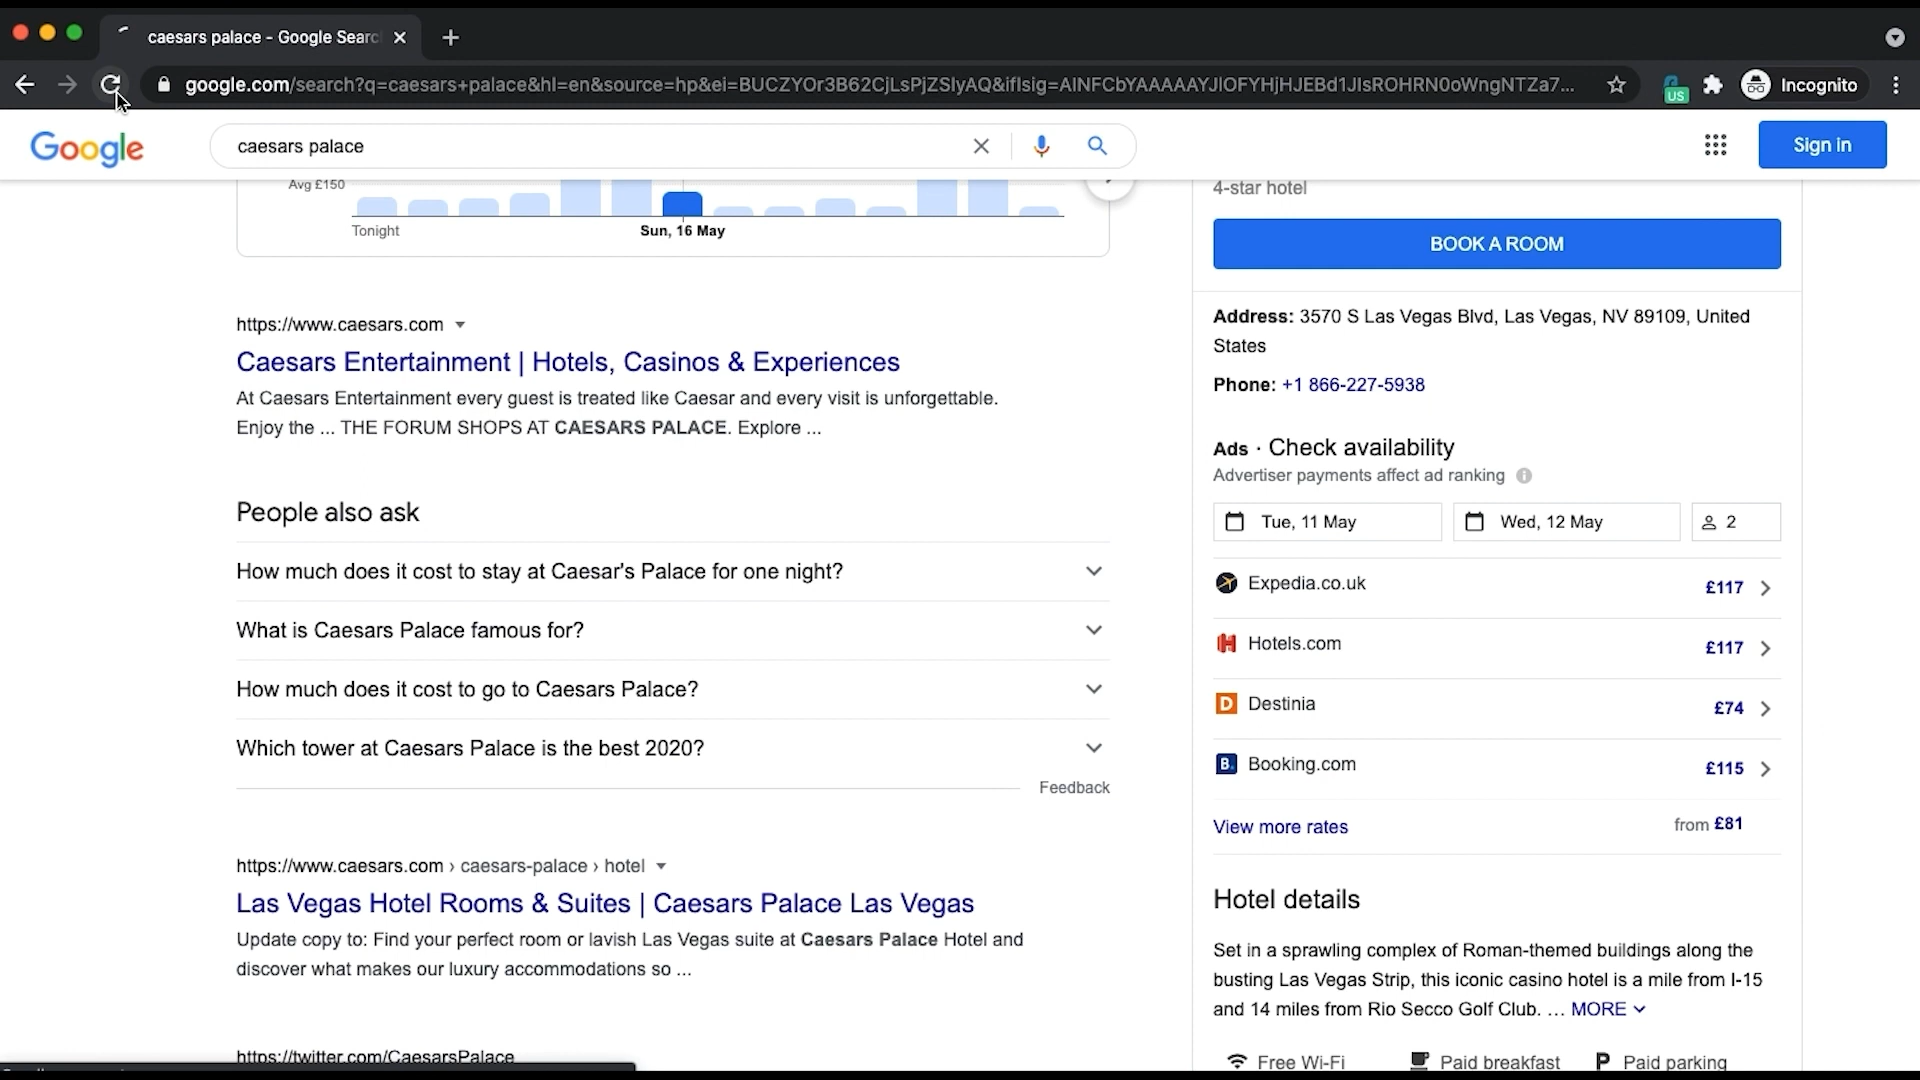 caesars palace - Google Searc
google.com/search?q=caesars+palace&hl=en&source=hp&ei=BUCZYOr3B62CjLsPjZSIyAQ&iflsig=AINFCbYAAAAAYJlOFYHjHJEBd1JIsROHRN0oWngNTZa7...
US
Incognito
Google
caesars palace
Sign in
Avg £150
Tonight
Sun, 16 May
https://www.caesars.com
Caesars Entertainment | Hotels, Casinos & Experiences
At Caesars Entertainment every guest is treated like Caesar and every visit is unforgettable.
Enjoy the ... THE FORUM SHOPS AT CAESARS PALACE. Explore ...
People also ask
How much does it cost to stay at Caesar's Palace for one night?
What is Caesars Palace famous for?
How much does it cost to go to Caesars Palace?
Which tower at Caesars Palace is the best 2020?
Feedback
https://www.caesars.com › caesars-palace › hotel
Las Vegas Hotel Rooms & Suites | Caesars Palace Las Vegas
Update copy to: Find your perfect room or lavish Las Vegas suite at Caesars Palace Hotel and
discover what makes our luxury accommodations so ...
https://twitter.com/CaesarsPalace
4-star hotel
BOOK A ROOM
Address: 3570 S Las Vegas Blvd, Las Vegas, NV 89109, United
States
Phone: +1 866-227-5938
Ads · Check availability
Advertiser payments affect ad ranking
Tue, 11 May
Wed, 12 May
2
Expedia.co.uk £117
Hotels.com £117
D Destinia £74
B. Booking.com £115
View more rates from £81
Hotel details
Set in a sprawling complex of Roman-themed buildings along the
busting Las Vegas Strip, this iconic casino hotel is a mile from I-15
and 14 miles from Rio Secco Golf Club. ... MORE
Free Wi-Fi
Paid breakfast
P Paid parking